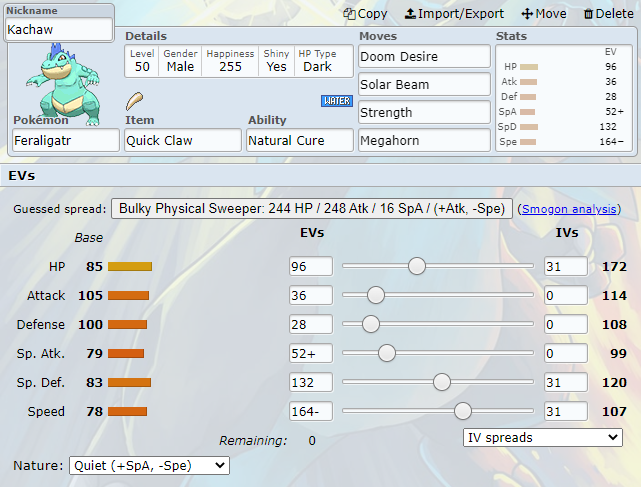 Nickname
Kachaw
Copy Import/Export Move Delete
Details
Level Gender Happiness Shiny HP Type
50 Male 255 Yes Dark
WATER
Pokémon Item Ability
Feraligatr Quick Claw Natural Cure
Moves
Doom Desire
Solar Beam
Strength
Megahorn
Stats
EV
HP 96
Atk 36
Def 28
SpA 52+
SpD 132
Spe 164−
EVs
Guessed spread: Bulky Physical Sweeper: 244 HP / 248 Atk / 16 SpA / (+Atk, -Spe) (Smogon analysis)
Base EVs IVs
HP 85 96 31 172
Attack 105 36 0 114
Defense 100 28 0 108
Sp. Atk. 79 52+ 0 99
Sp. Def. 83 132 31 120
Speed 78 164- 31 107
Remaining: 0 IV spreads
Nature: Quiet (+SpA, -Spe)